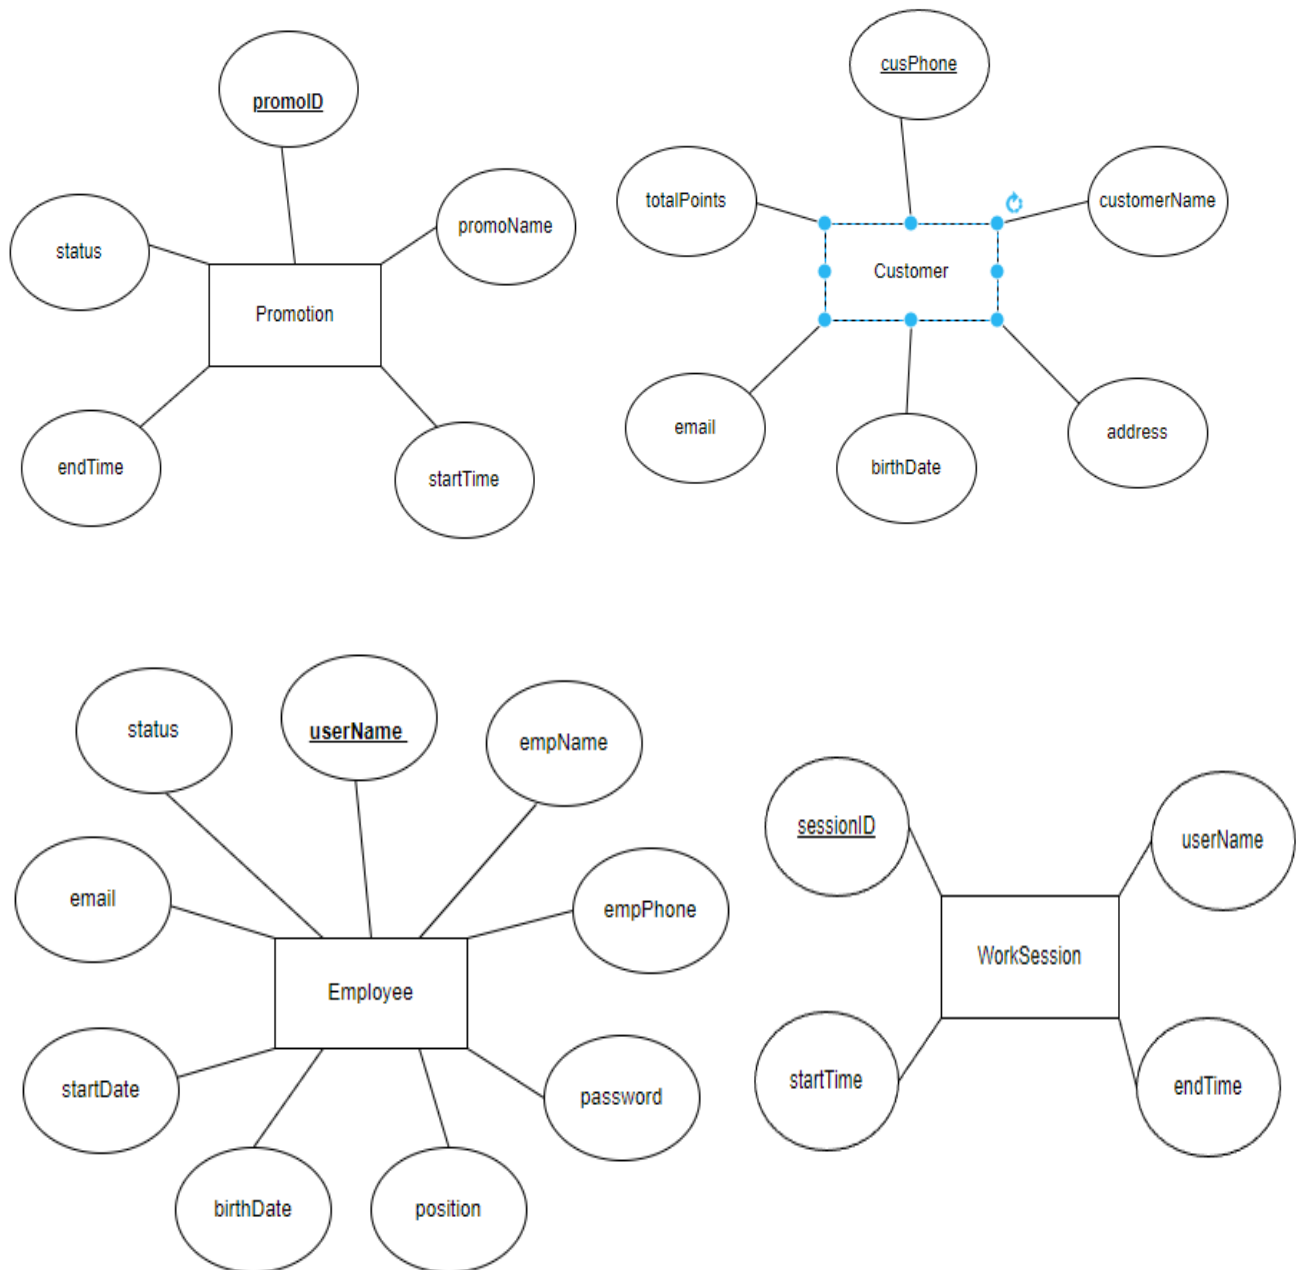 promoID
status
promoName
Promotion
endTime
startTime
cusPhone
totalPoints
customerName
Customer
email
birthDate
address
status
userName
empName
email
empPhone
Employee
startDate
password
birthDate
position
sessionID
userName
WorkSession
startTime
endTime